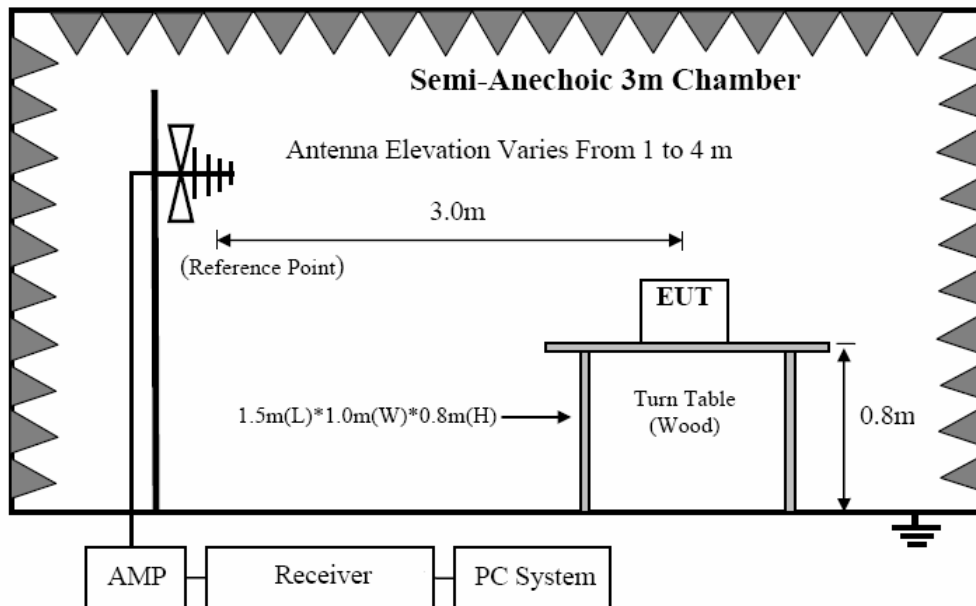 Semi-Anechoic 3m Chamber
Antenna Elevation Varies From 1 to 4 m
3.0m
(Reference Point)
EUT
1.5m(L)*1.0m(W)*0.8m(H)
Turn Table
(Wood)
0.8m
AMP
Receiver
PC System